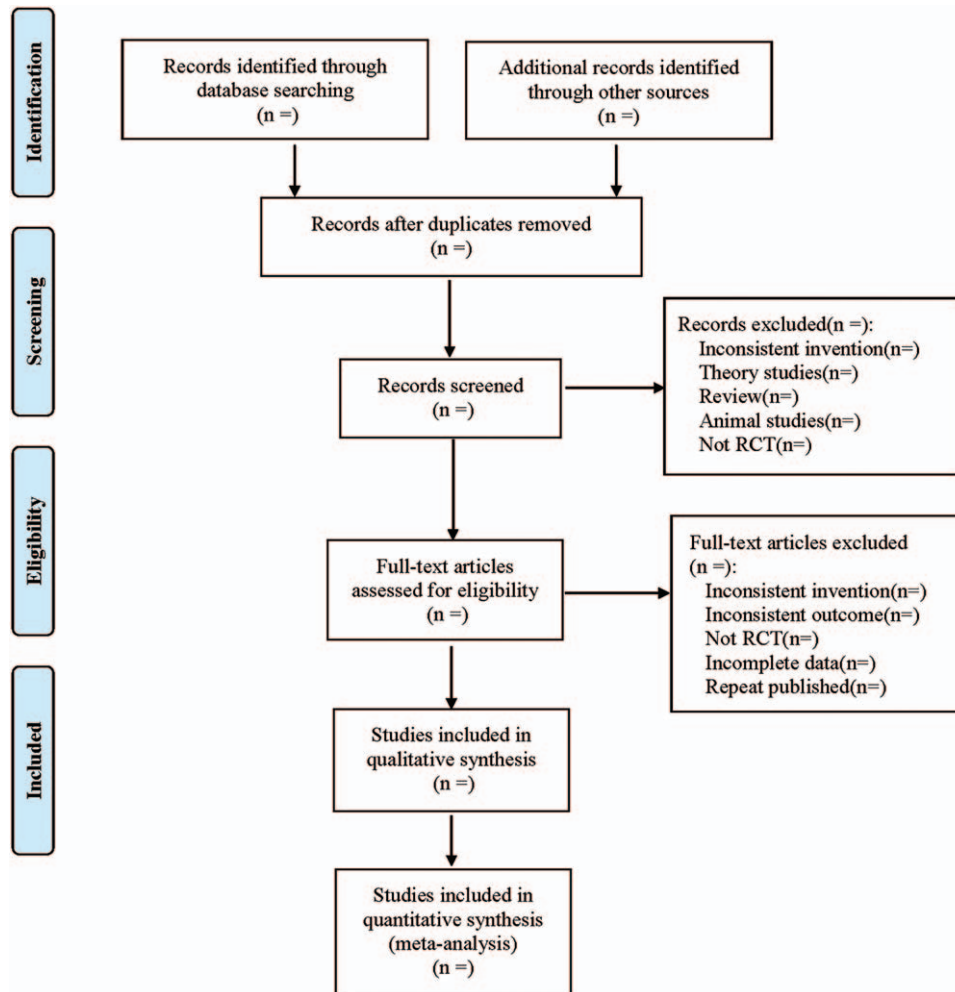 Identification
Records identified through
database searching
(n =)
Additional records identified
through other sources
(n =)
Records after duplicates removed
(n =)
Screening
Records screened
(n =)
Records excluded(n =):
Inconsistent invention(n=)
Theory studies(n=)
Review(n=)
Animal studies(n=)
Not RCT(n=)
Eligibility
Full-text articles
assessed for eligibility
(n =)
Full-text articles excluded
(n =):
Inconsistent invention(n=)
Inconsistent outcome(n=)
Not RCT(n=)
Incomplete data(n=)
Repeat published(n=)
Included
Studies included in
qualitative synthesis
(n =)
Studies included in
quantitative synthesis
(meta-analysis)
(n =)